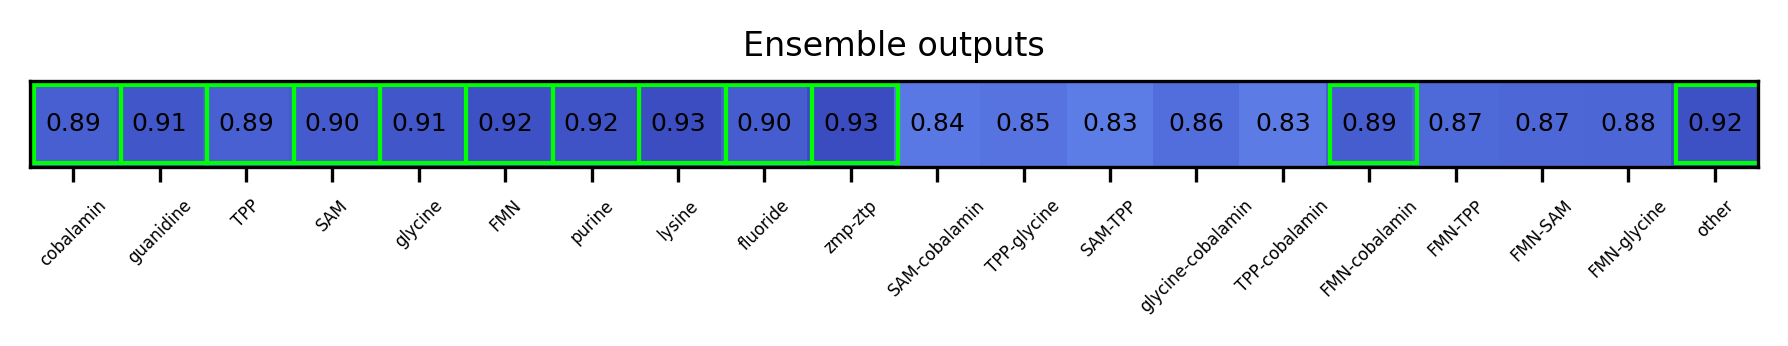 Ensemble outputs
0.89 0.91 0.89 0.90 0.91 0.92 0.92 0.93 0.90 0.93 0.84 0.85 0.83 0.86 0.83 0.89 0.87 0.87 0.88 0.92
cobalamin guanidine TPP SAM glycine FMN purine lysine fluoride zmp-ztp SAM-cobalamin TPP-glycine SAM-TPP glycine-cobalamin TPP-cobalamin FMN-cobalamin FMN-TPP FMN-SAM FMN-glycine other